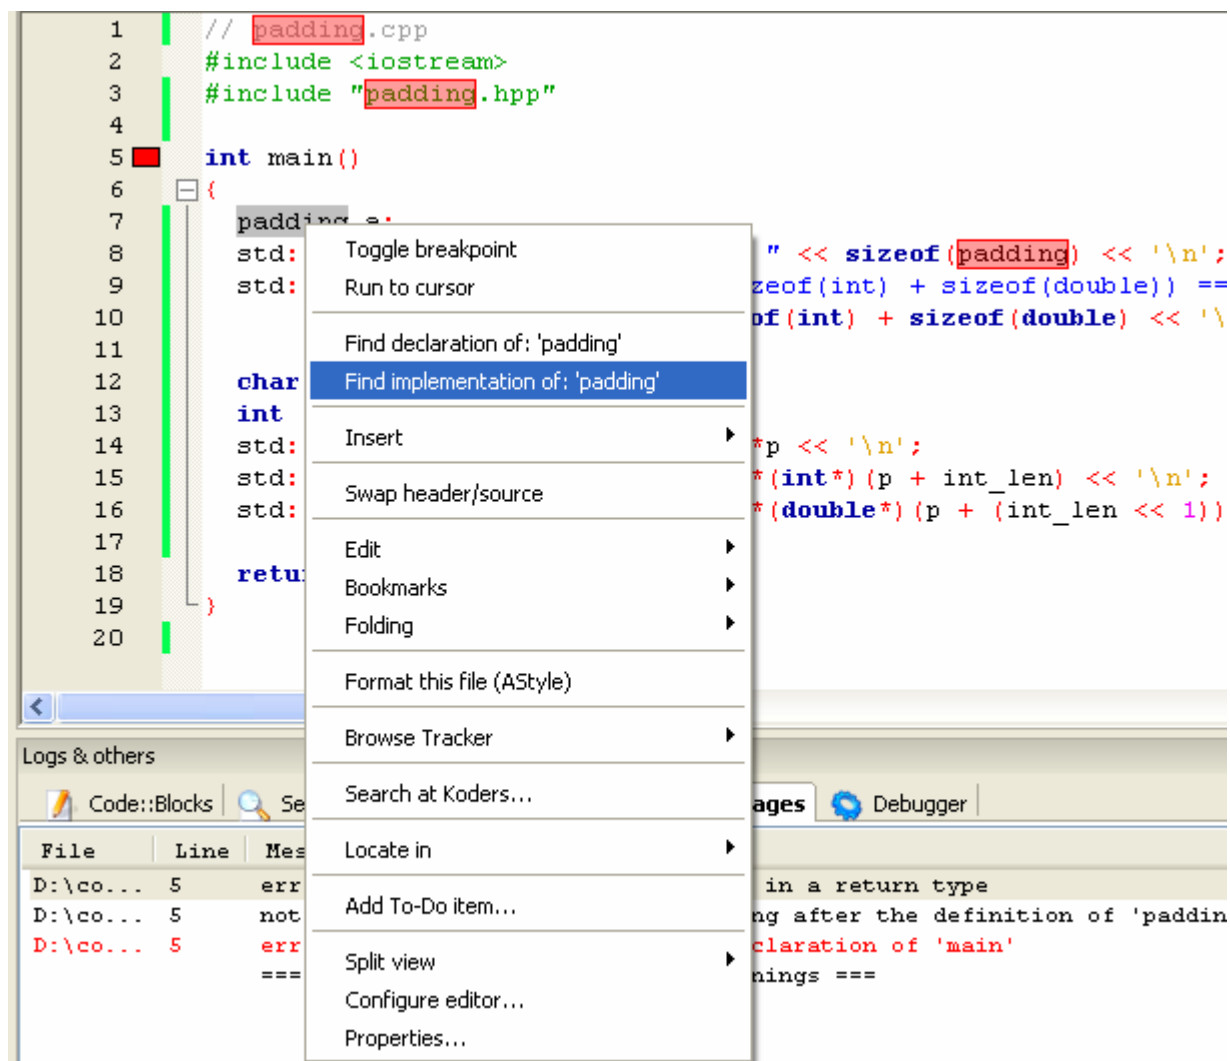 1 // padding.cpp
2 #include <iostream>
3 #include "padding.hpp"
4
5 int main()
6 {
7 padding a;
8 std: " << sizeof(padding) << '\n';
9 std: zeof(int) + sizeof(double)) ==
10 of(int) + sizeof(double) << '\
11
12 char
13 int
14 std: *p << '\n';
15 std: *(int*)(p + int_len) << '\n';
16 std: *(double*)(p + (int_len << 1))
17
18 retu
19 }
20
Toggle breakpoint
Run to cursor
Find declaration of: 'padding'
Find implementation of: 'padding'
Insert
Swap header/source
Edit
Bookmarks
Folding
Format this file (AStyle)
Browse Tracker
Search at Koders...
Locate in
Add To-Do item...
Split view
Configure editor...
Properties...
Logs & others
Code::Blocks Se ages Debugger
File Line Mes
D:\co... 5 err in a return type
D:\co... 5 not ng after the definition of 'paddin
D:\co... 5 err claration of 'main'
=== nings ===